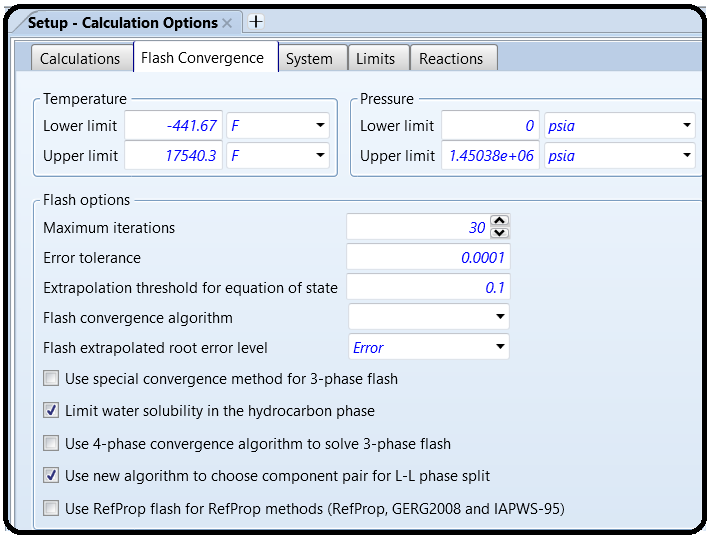 Setup - Calculation Options
Calculations Flash Convergence System Limits Reactions
Temperature
Lower limit -441.67 F
Upper limit 17540.3 F
Pressure
Lower limit 0 psia
Upper limit 1.45038e+06 psia
Flash options
Maximum iterations 30
Error tolerance 0.0001
Extrapolation threshold for equation of state 0.1
Flash convergence algorithm
Flash extrapolated root error level Error
Use special convergence method for 3-phase flash
Limit water solubility in the hydrocarbon phase
Use 4-phase convergence algorithm to solve 3-phase flash
Use new algorithm to choose component pair for L-L phase split
Use RefProp flash for RefProp methods (RefProp, GERG2008 and IAPWS-95)